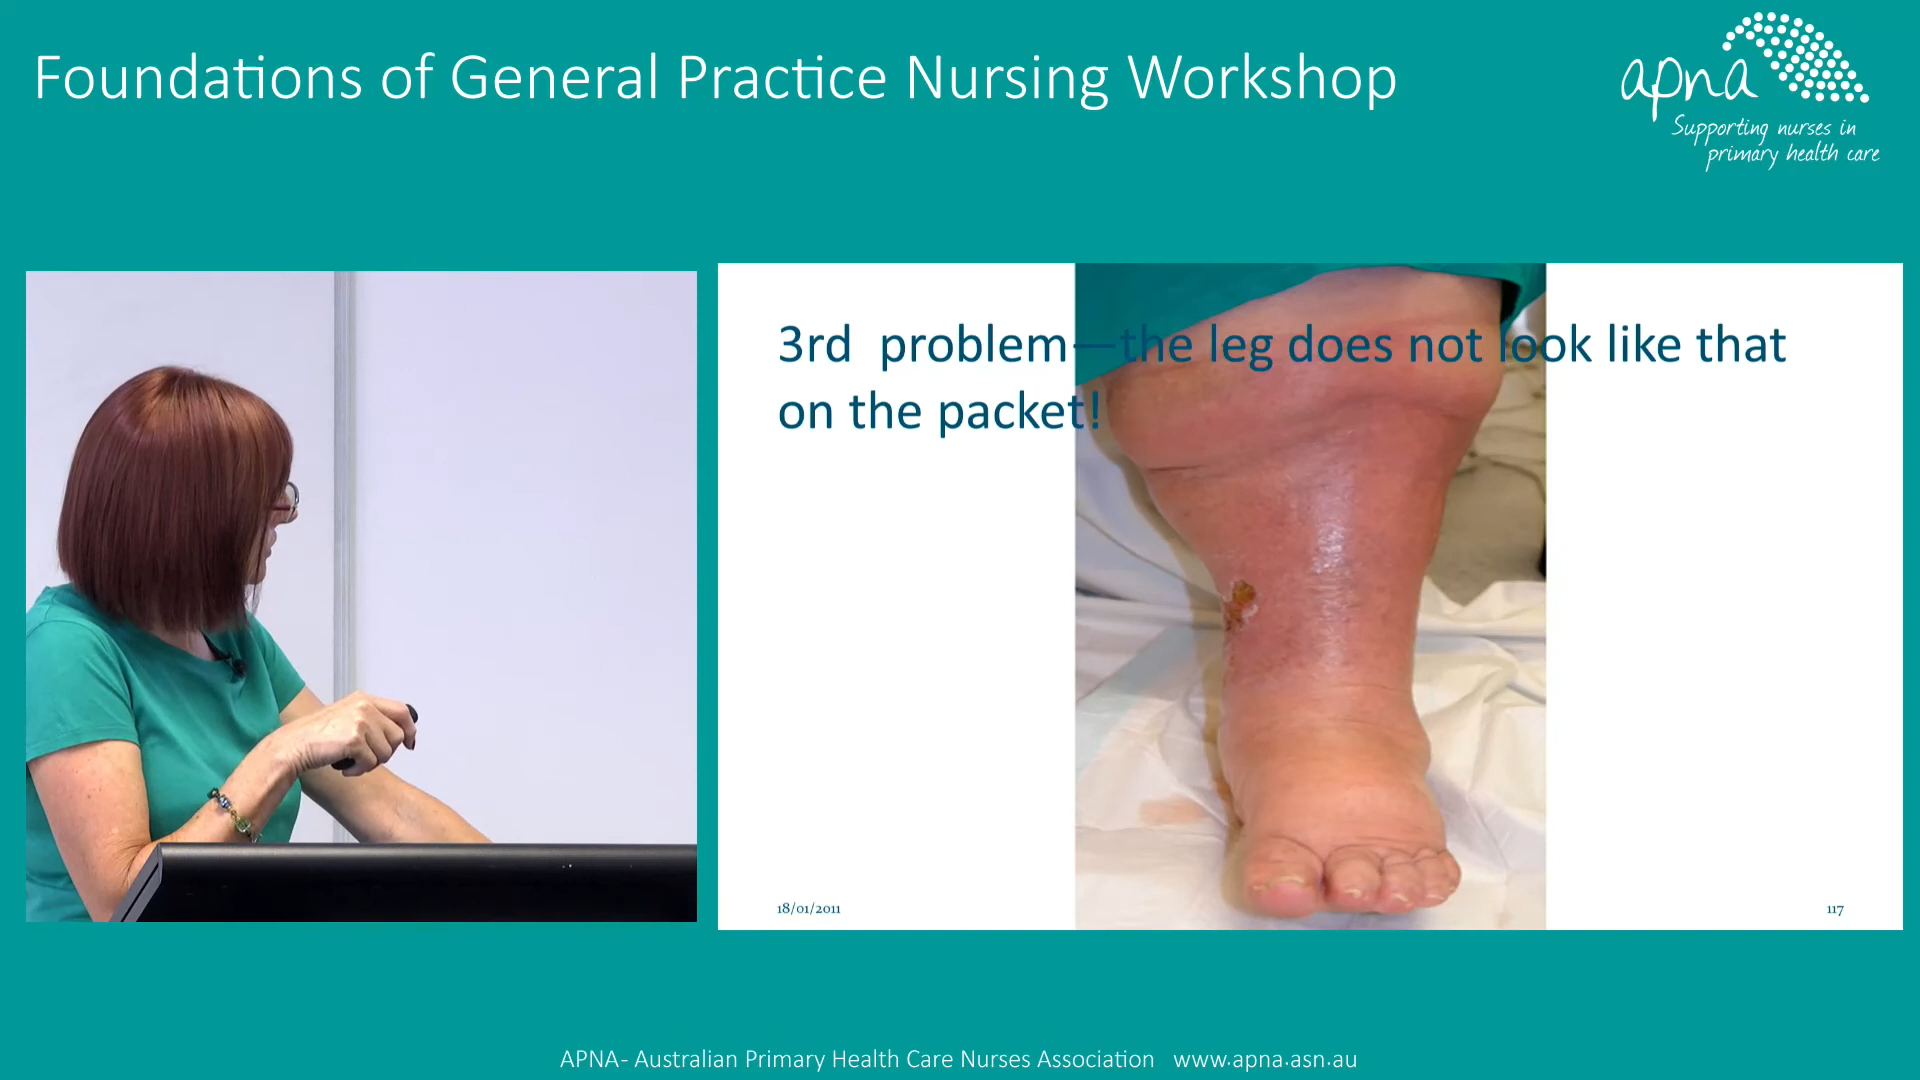 Foundations of General Practice Nursing Workshop
apna
Supporting nurses in
primary health care
3rd  problem—the leg does not look like that
on the packet!
18/01/2011
117
APNA- Australian Primary Health Care Nurses Association   www.apna.asn.au